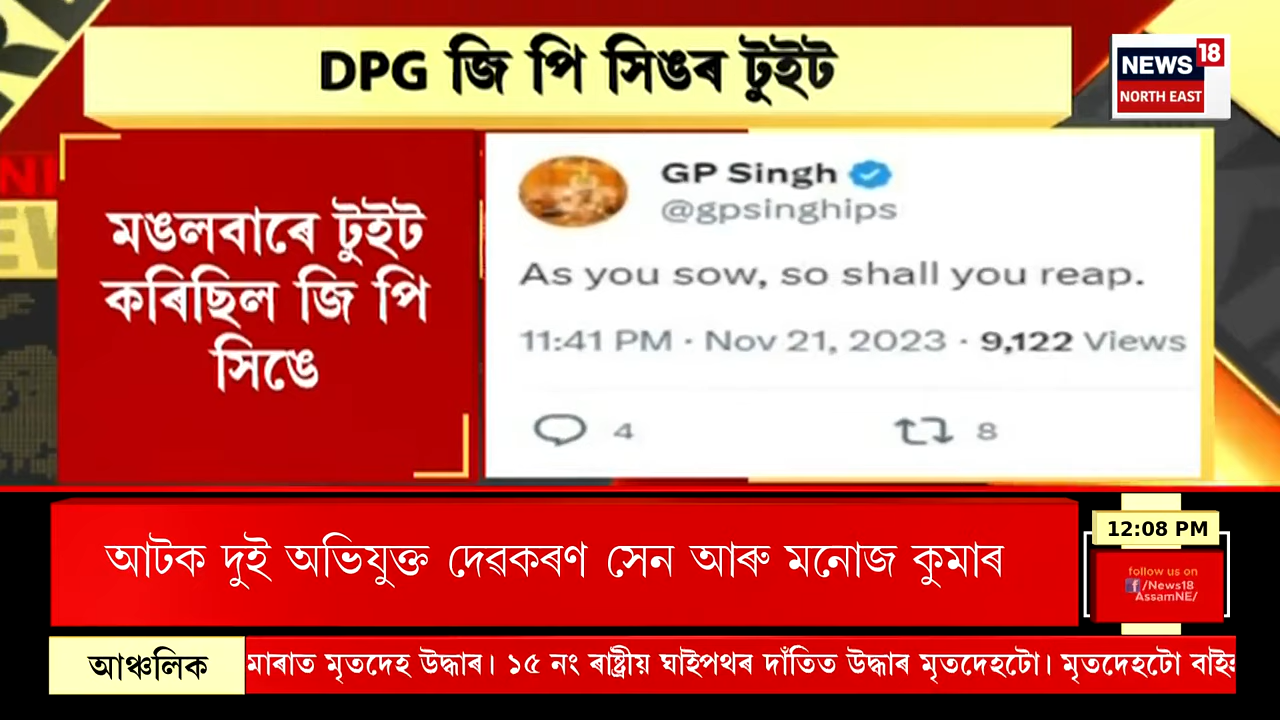 DPG জি পি সিঙৰ টুইট
NEWS 18
NORTH EAST
মঙলবাৰে টুইট
কৰিছিল জি পি
সিঙে
GP Singh
@gpsinghips
As you sow, so shall you reap.
11:41 PM · Nov 21, 2023 · 9,122 Views
4 8
আটক দুই অভিযুক্ত দেৱকৰণ সেন আৰু মনোজ কুমাৰ
12:08 PM
follow us on
/News18
AssamNE/
আঞ্চলিক
মাৰাত মৃতদেহ উদ্ধাৰ। ১৫ নং ৰাষ্ট্ৰীয় ঘাইপথৰ দাঁতিত উদ্ধাৰ মৃতদেহটো। মৃতদেহটো